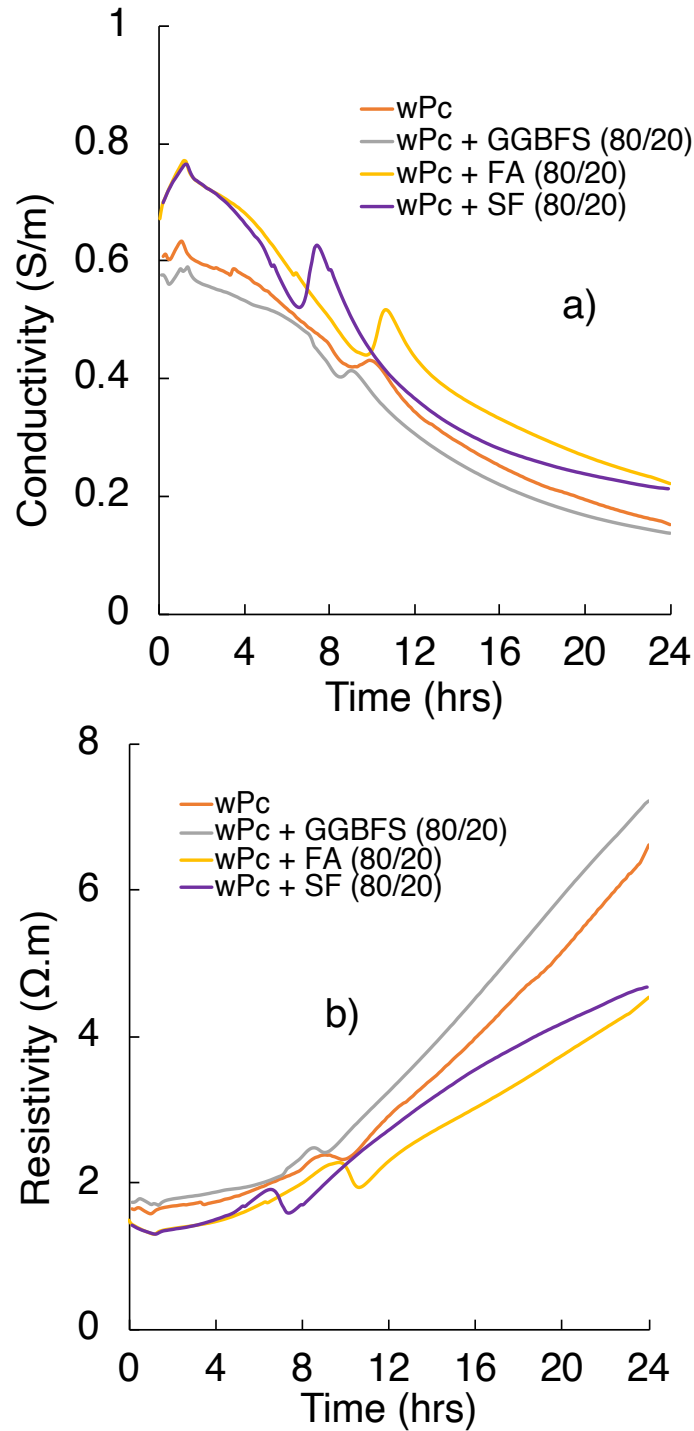 1
0.8
0.6
0.4
0.2
0
Conductivity (S/m)
wPc
wPc + GGBFS (80/20)
wPc + FA (80/20)
wPc + SF (80/20)
a)
0 4 8 12 16 20 24
Time (hrs)
8
6
4
2
0
Resistivity (Ω.m)
wPc
wPc + GGBFS (80/20)
wPc + FA (80/20)
wPc + SF (80/20)
b)
0 4 8 12 16 20 24
Time (hrs)